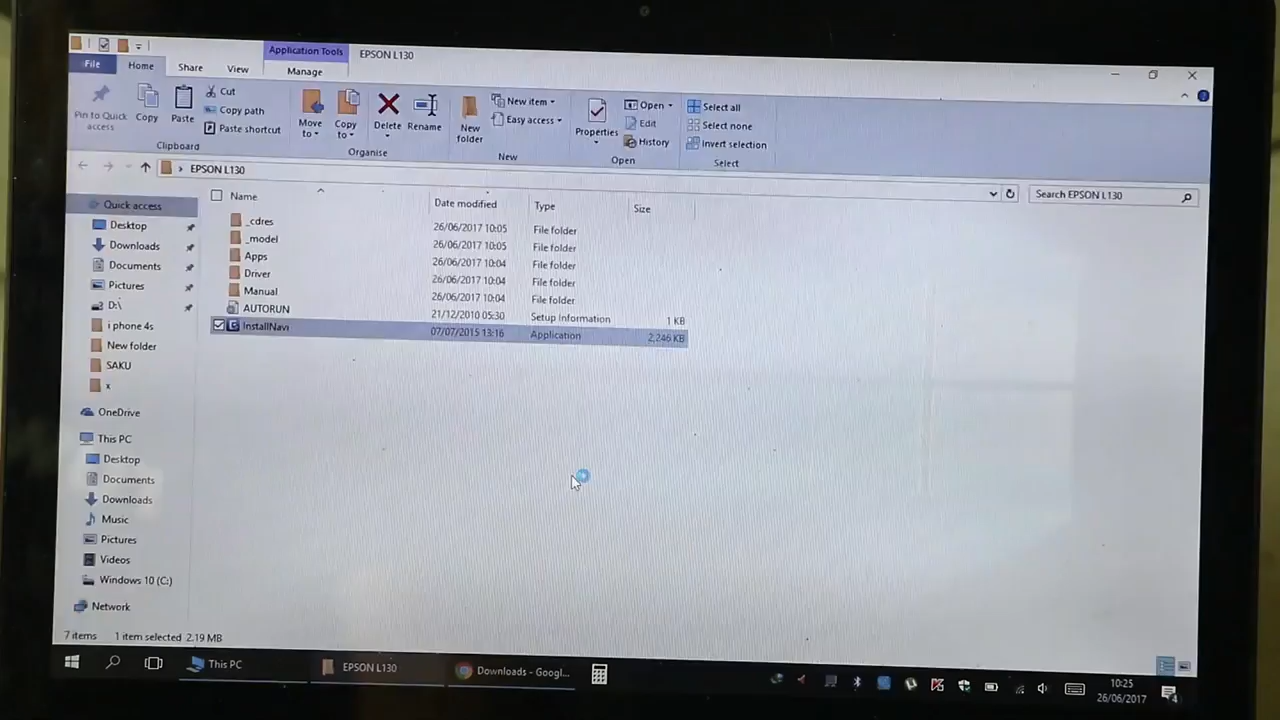 Application Tools EPSON L130
File Home Share View Manage
Pin to Quick access
Copy
Paste
Cut
Copy path
Paste shortcut
Clipboard
Move to
Copy to
Delete
Rename
Organise
New folder
New item
Easy access
New
Properties
Open
Edit
History
Open
Select all
Select none
Invert selection
Select
EPSON L130
Search EPSON L130
Name Date modified Type Size
_cdres 26/06/2017 10:05 File folder
_model 26/06/2017 10:05 File folder
Apps 26/06/2017 10:04 File folder
Driver 26/06/2017 10:04 File folder
Manual 26/06/2017 10:04 File folder
AUTORUN 21/12/2010 05:30 Setup Information 1 KB
InstallNavi 07/07/2015 13:16 Application 2,246 KB
Quick access
Desktop
Downloads
Documents
Pictures
D:\
i phone 4s
New folder
SAKU
x
OneDrive
This PC
Desktop
Documents
Downloads
Music
Pictures
Videos
Windows 10 (C:)
Network
7 items 1 item selected 2.19 MB
This PC EPSON L130 Downloads - Googl...
10:25
26/06/2017
4